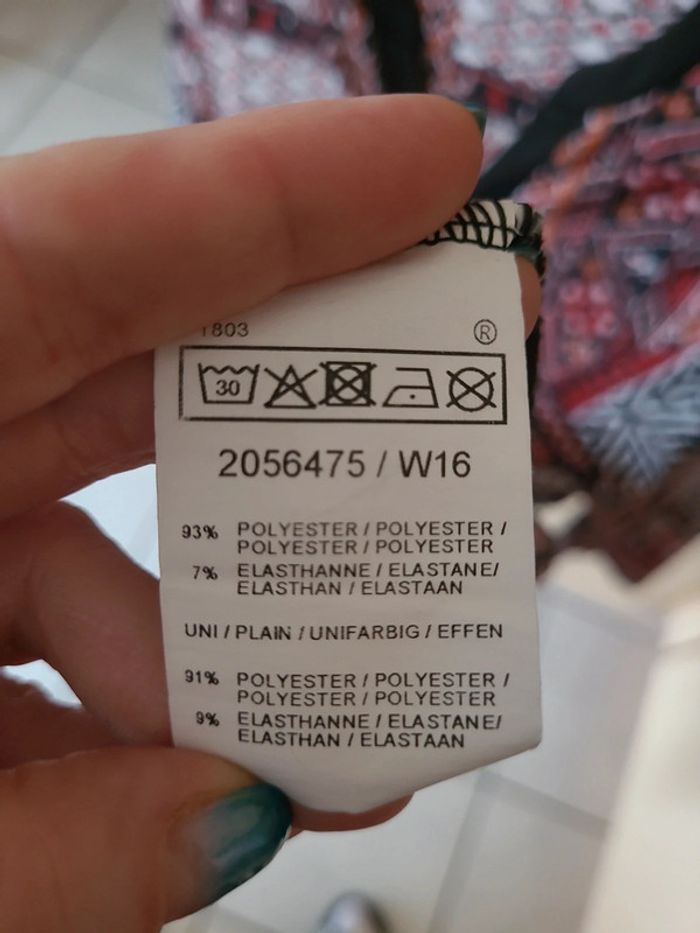 1803
®
30
2056475 / W16
93% POLYESTER / POLYESTER /
POLYESTER / POLYESTER
7% ELASTHANNE / ELASTANE/
ELASTHAN / ELASTAAN
UNI / PLAIN / UNIFARBIG / EFFEN
91% POLYESTER / POLYESTER /
POLYESTER / POLYESTER
9% ELASTHANNE / ELASTANE/
ELASTHAN / ELASTAAN